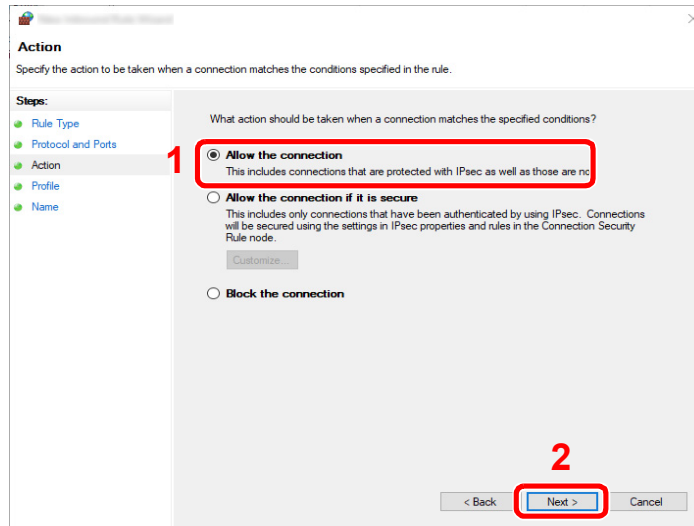 Action
Specify the action to be taken when a connection matches the conditions specified in the rule.
Steps:
Rule Type
Protocol and Ports
Action
Profile
Name
What action should be taken when a connection matches the specified conditions?
1
Allow the connection
This includes connections that are protected with IPsec as well as those are no
Allow the connection if it is secure
This includes only connections that have been authenticated by using IPsec. Connections
will be secured using the settings in IPsec properties and rules in the Connection Security
Rule node.
Customize...
Block the connection
2
< Back
Next >
Cancel